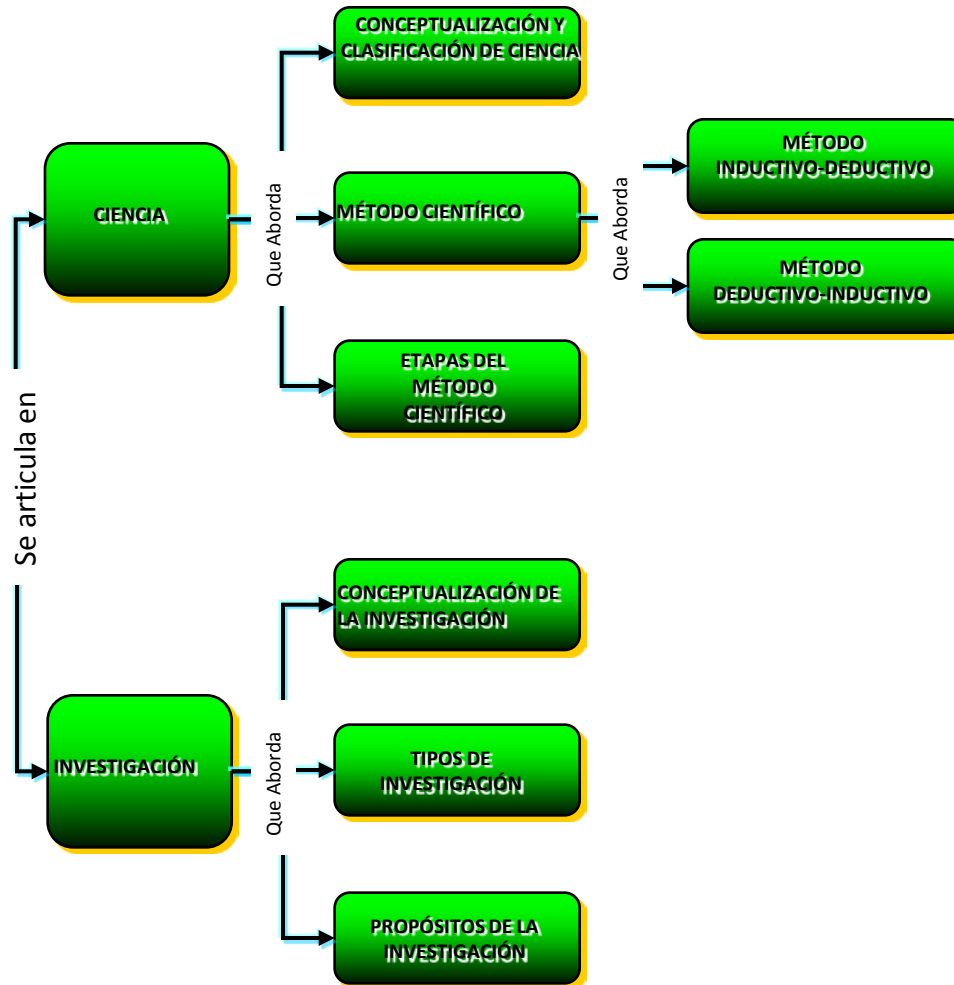 Se articula en
CIENCIA
Que Aborda
CONCEPTUALIZACIÓN Y
CLASIFICACIÓN DE CIENCIA
MÉTODO CIENTÍFICO
Que Aborda
MÉTODO
INDUCTIVO-DEDUCTIVO
MÉTODO
DEDUCTIVO-INDUCTIVO
ETAPAS DEL
MÉTODO
CIENTÍFICO
INVESTIGACIÓN
Que Aborda
CONCEPTUALIZACIÓN DE
LA INVESTIGACIÓN
TIPOS DE
INVESTIGACIÓN
PROPÓSITOS DE LA
INVESTIGACIÓN